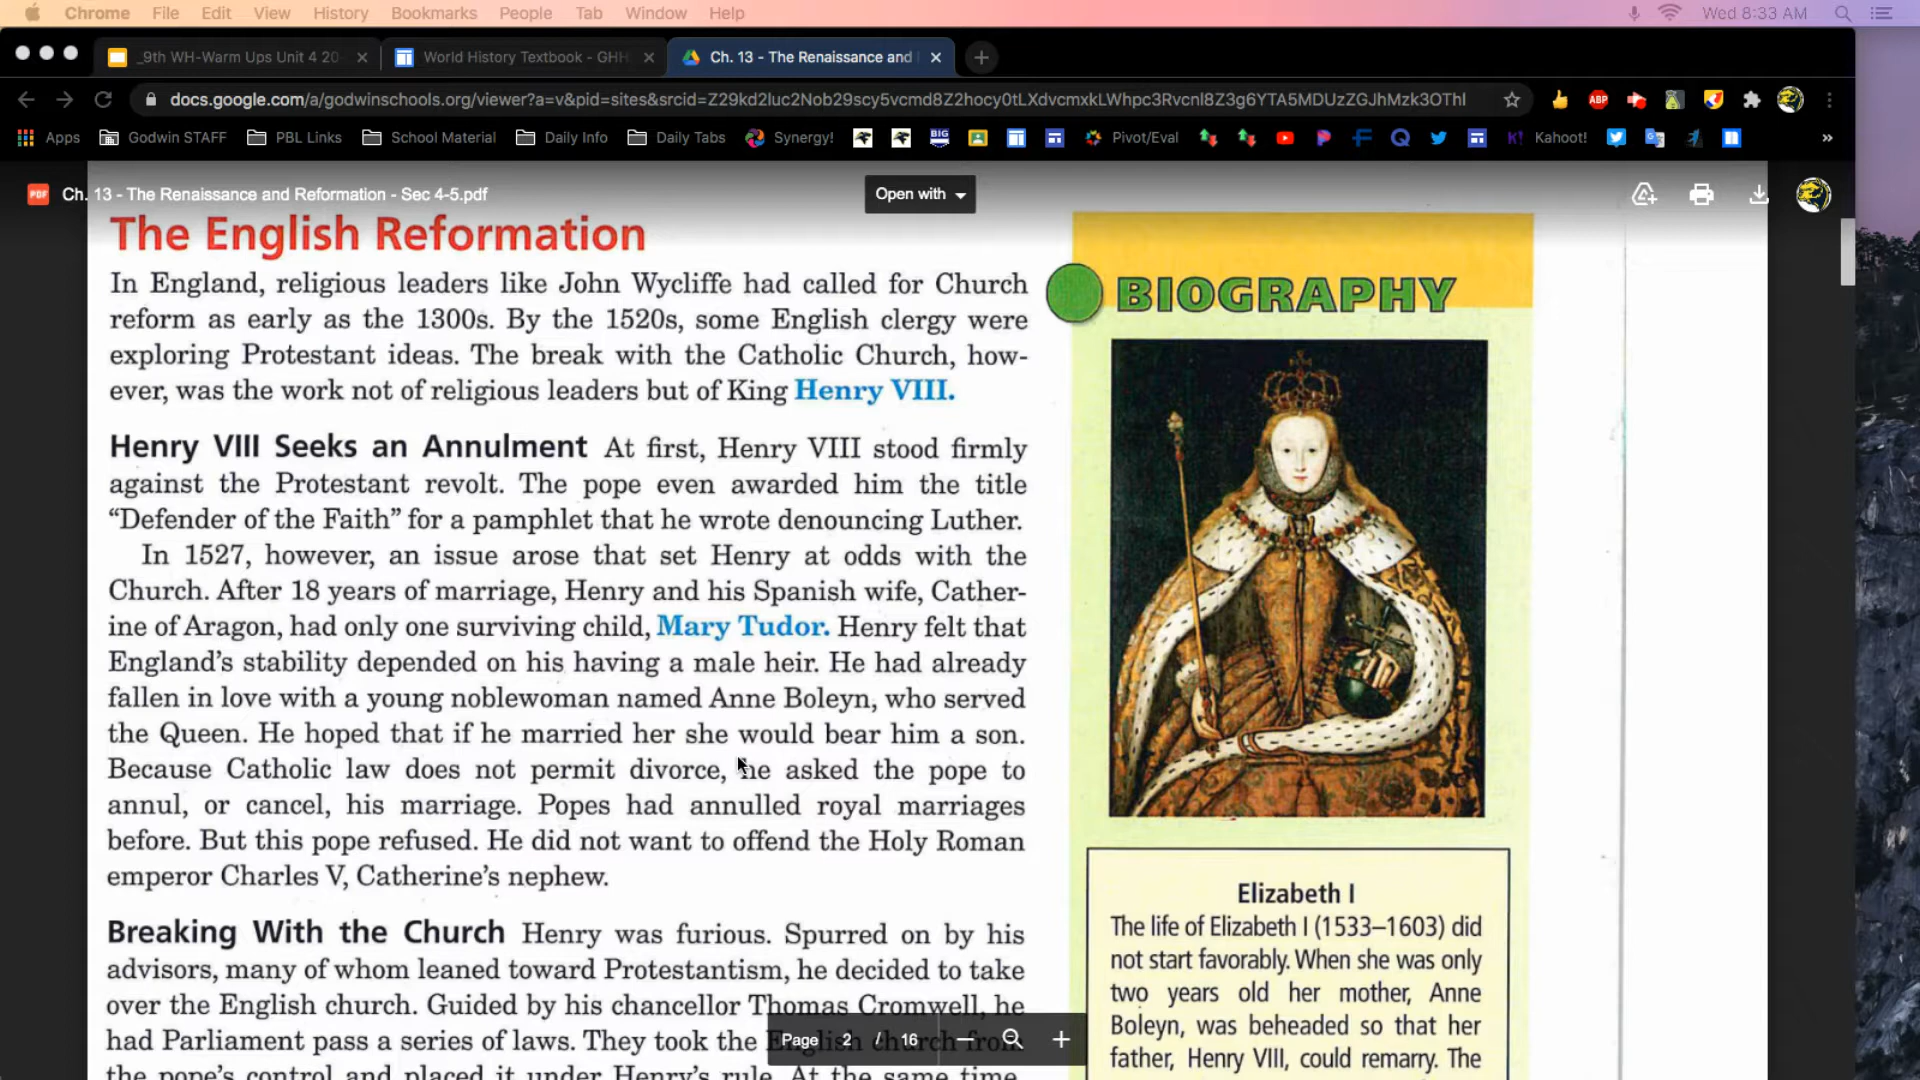 Chrome File Edit View History Bookmarks People Tab Window Help Wed 8:33 AM
_9th WH-Warm Ups Unit 4 20 World History Textbook - GHH Ch. 13 - The Renaissance and
docs.google.com/a/godwinschools.org/viewer?a=v&pid=sites&srcid=Z29kd2luc2Nob29scy5vcmd8Z2hocy0tLXdvcmxkLWhpc3Rvcnl8Z3g6YTA5MDUzZGJhMzk3OThl
ABP
Apps Godwin STAFF PBL Links School Material Daily Info Daily Tabs Synergy! BIG Pivot/Eval Kahoot! »
PDF Ch. 13 - The Renaissance and Reformation - Sec 4-5.pdf Open with
The English Reformation
In England, religious leaders like John Wycliffe had called for Church
reform as early as the 1300s. By the 1520s, some English clergy were
exploring Protestant ideas. The break with the Catholic Church, how-
ever, was the work not of religious leaders but of King Henry VIII.
Henry VIII Seeks an Annulment At first, Henry VIII stood firmly
against the Protestant revolt. The pope even awarded him the title
“Defender of the Faith” for a pamphlet that he wrote denouncing Luther.
In 1527, however, an issue arose that set Henry at odds with the
Church. After 18 years of marriage, Henry and his Spanish wife, Cather-
ine of Aragon, had only one surviving child, Mary Tudor. Henry felt that
England’s stability depended on his having a male heir. He had already
fallen in love with a young noblewoman named Anne Boleyn, who served
the Queen. He hoped that if he married her she would bear him a son.
Because Catholic law does not permit divorce, he asked the pope to
annul, or cancel, his marriage. Popes had annulled royal marriages
before. But this pope refused. He did not want to offend the Holy Roman
emperor Charles V, Catherine’s nephew.
Breaking With the Church Henry was furious. Spurred on by his
advisors, many of whom leaned toward Protestantism, he decided to take
over the English church. Guided by his chancellor Thomas Cromwell, he
had Parliament pass a series of laws. They took the English church from
the pope’s control and placed it under Henry’s rule. At the same time,
Page 2 / 16
BIOGRAPHY
Elizabeth I
The life of Elizabeth I (1533–1603) did
not start favorably. When she was only
two years old her mother, Anne
Boleyn, was beheaded so that her
father, Henry VIII, could remarry. The